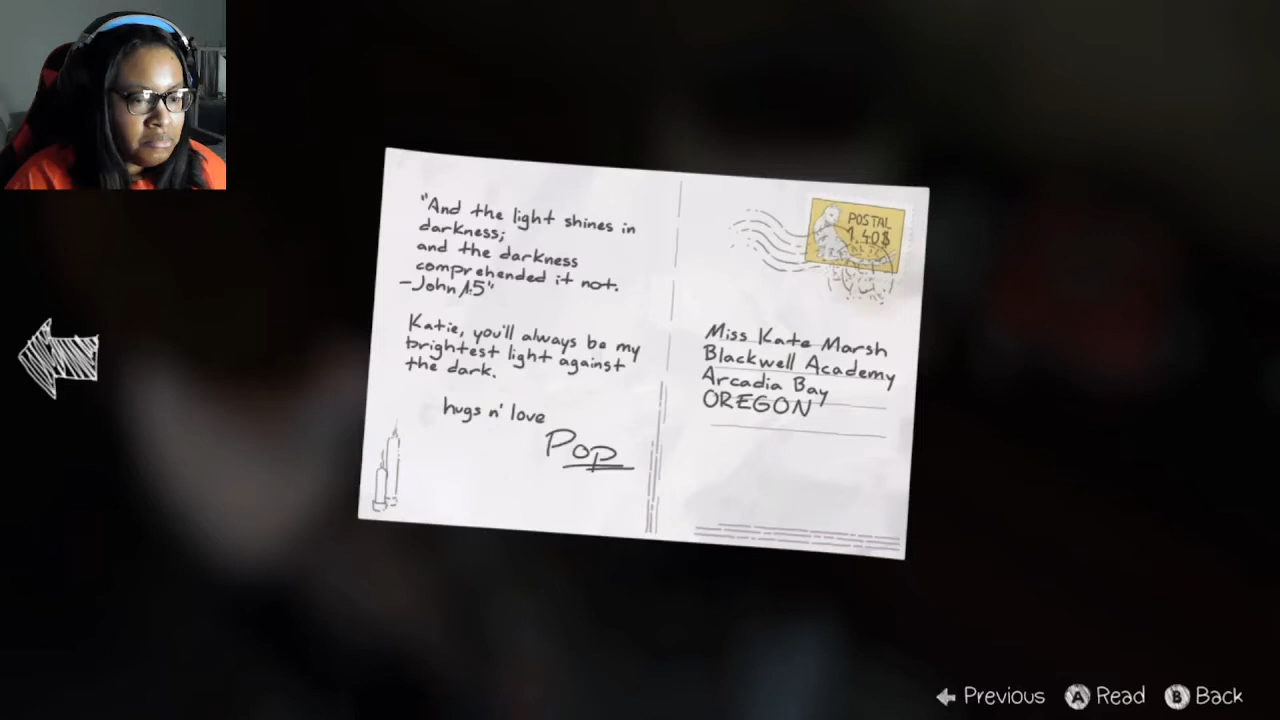 "And the light shines in
darkness;
and the darkness
comprehended it not.
-John 1:5"
Katie, you'll always be my
brightest light against
the dark.
hugs n' love
Pop
POSTAL
1,40$
Miss Kate Marsh
Blackwell Academy
Arcadia Bay
OREGON
Previous
A Read
B Back